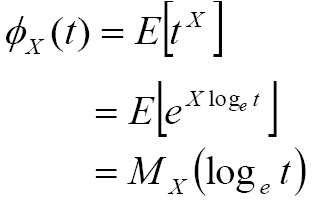 ϕ_X(t) = E[t^X]
= E⌊e^{X log_e t}⌋
= M_X(log_e t)